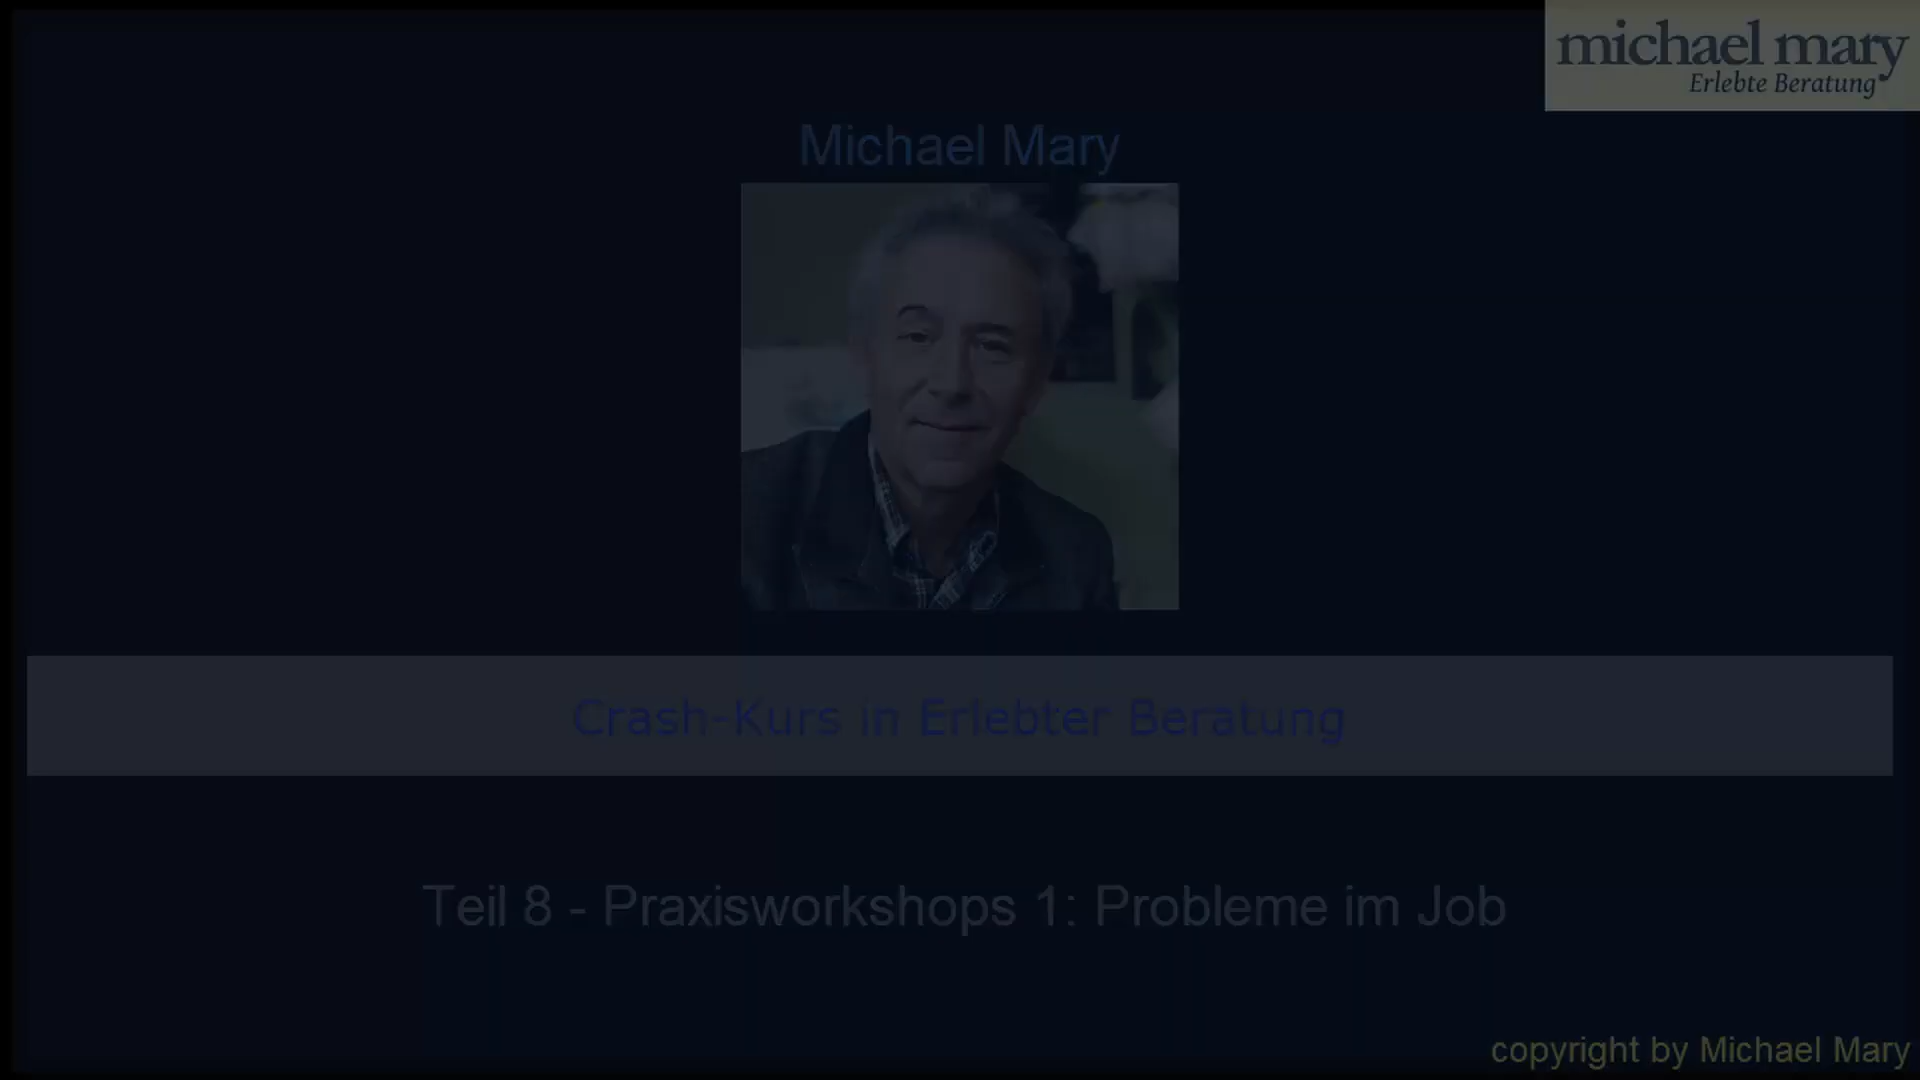 michael mary
Erlebte Beratung
Michael Mary
Crash-Kurs in Erlebter Beratung
Teil 8 - Praxisworkshops 1: Probleme im Job
copyright by Michael Mary